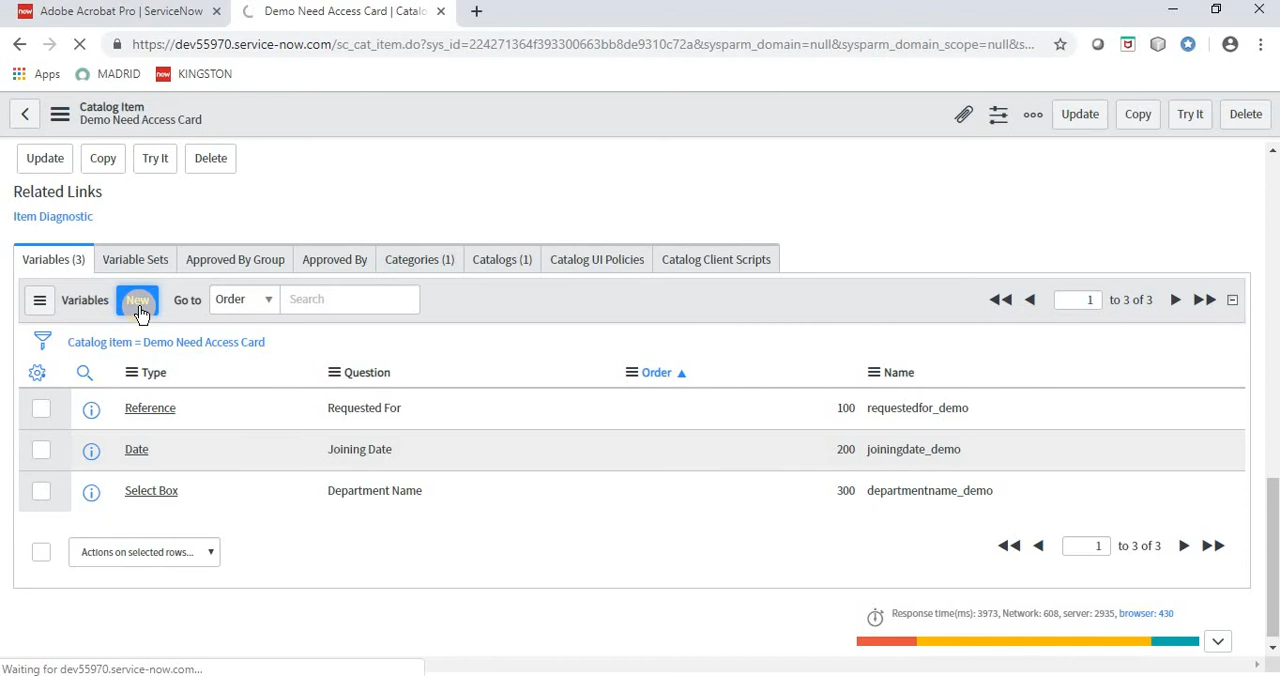 now Adobe Acrobat Pro | ServiceNow
Demo Need Access Card | Catalo
https://dev55970.service-now.com/sc_cat_item.do?sys_id=224271364f393300663bb8de9310c72a&sysparm_domain=null&sysparm_domain_scope=null&s...
Apps MADRID now KINGSTON
Catalog Item
Demo Need Access Card
Update Copy Try It Delete
Update Copy Try It Delete
Related Links
Item Diagnostic
Variables (3) Variable Sets Approved By Group Approved By Categories (1) Catalogs (1) Catalog UI Policies Catalog Client Scripts
Variables New Go to Order Search 1 to 3 of 3
Catalog item = Demo Need Access Card
Type Question Order Name
Reference Requested For 100 requestedfor_demo
Date Joining Date 200 joiningdate_demo
Select Box Department Name 300 departmentname_demo
Actions on selected rows... 1 to 3 of 3
Response time(ms): 3973, Network: 608, server: 2935, browser: 430
Waiting for dev55970.service-now.com...